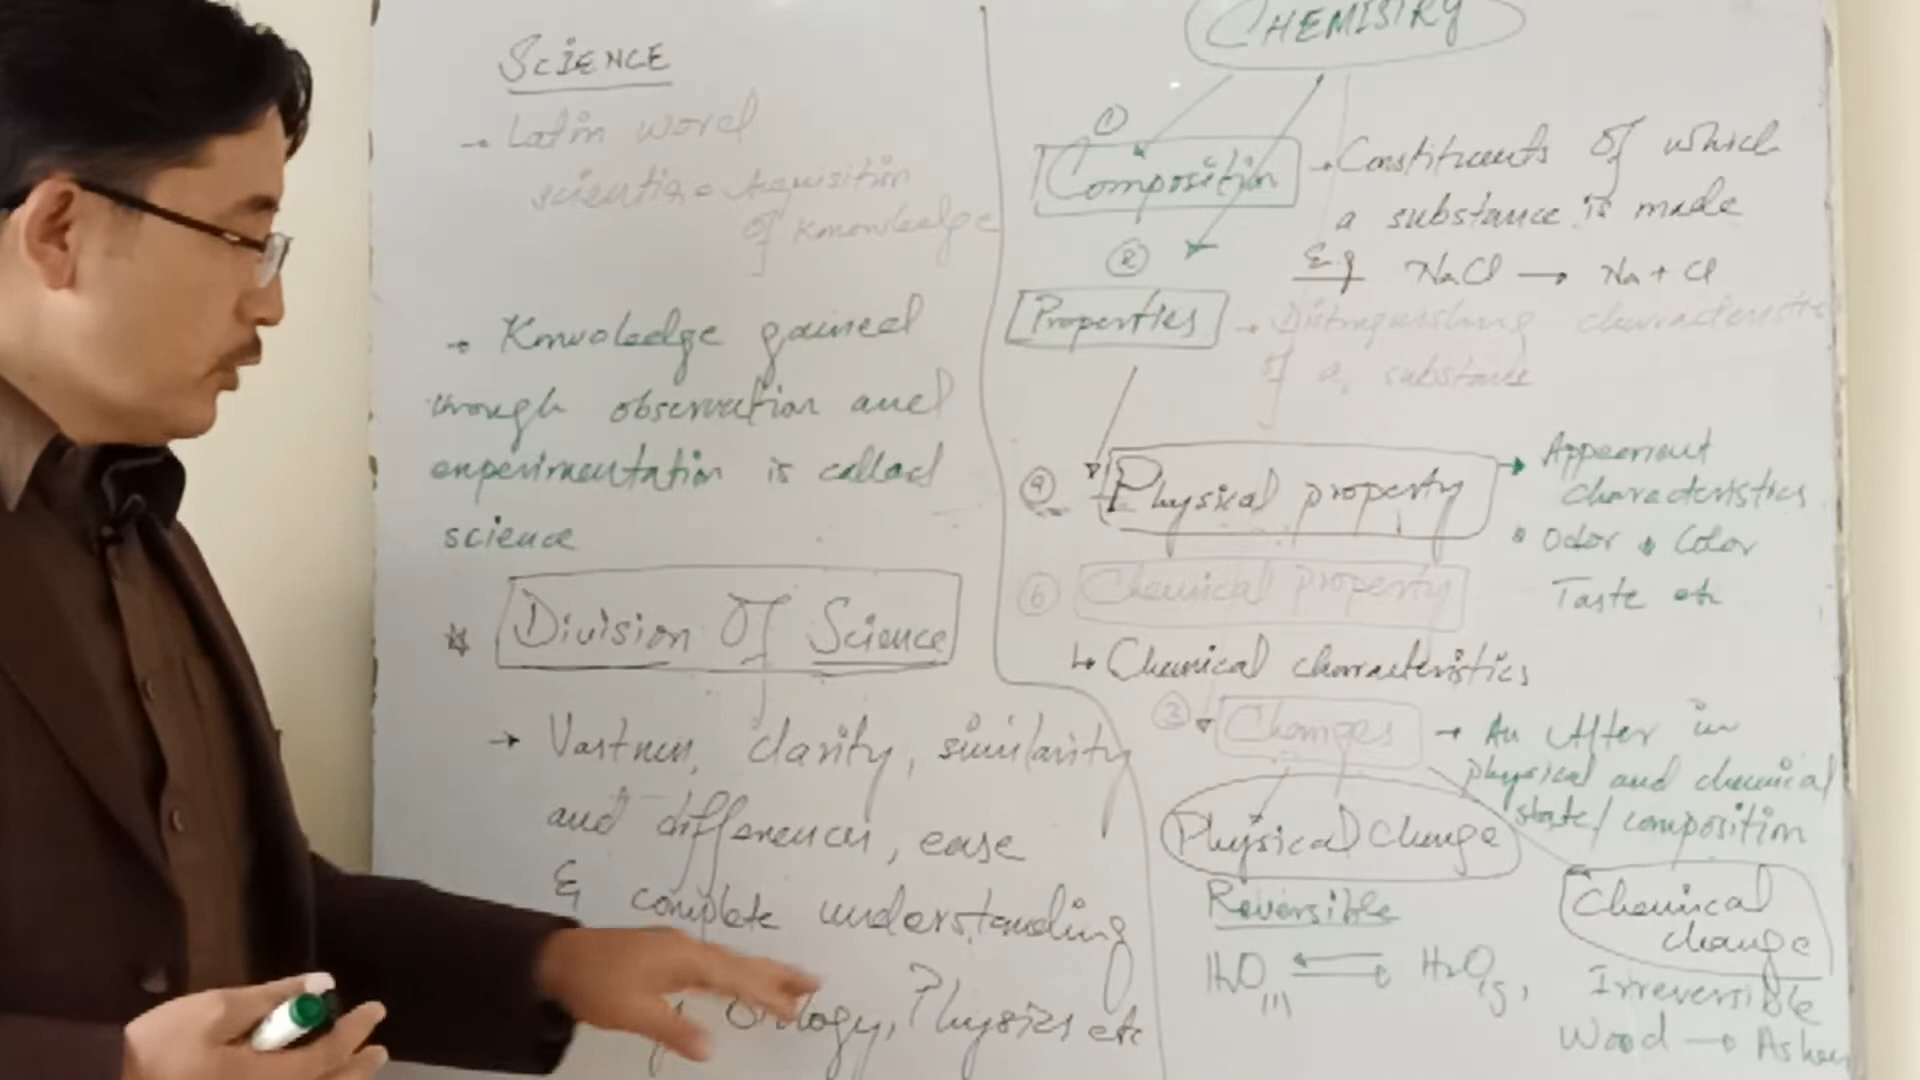 SCIENCE
→ Latin word
scientia = Acquisition
of Knowledge
→ Knowledge gained
through observation and
experimentation is called
science
☆ Division Of Science
→ Vastness, clarity, similarity
and differences, ease
& complete understanding
Biology, Physics etc
CHEMISTRY
① Composition → Constituents of which
a substance is made
E.g NaCl → Na + Cl
② Properties → Distinguishing characteristics
of a substance
ⓐ Physical property → Appearent
characteristics
• Odor • Color
Taste etc
ⓑ Chemical property
↳ Chemical characteristics
③ Changes → An Alter in
physical and chemical
state/composition
Physical Change
Reversible
H₂O(l) ⇌ H₂O(g),
Chemical
change
Irreversible
Wood → Ashes